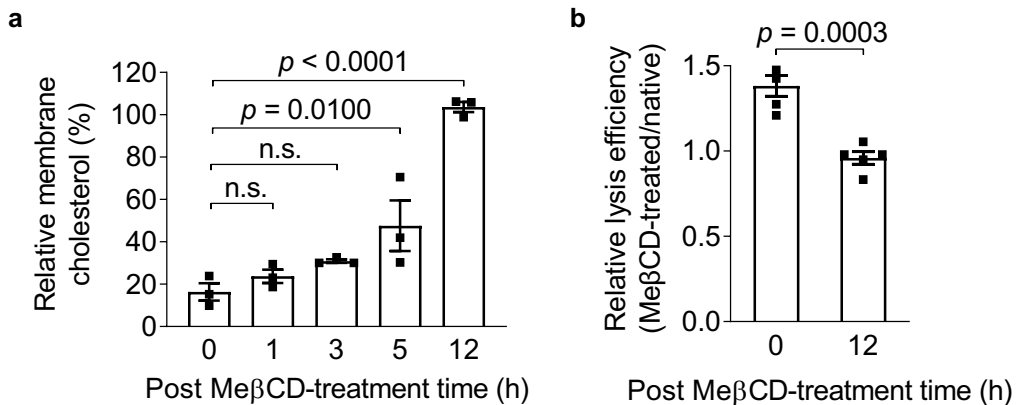 a
Relative membrane
cholesterol (%)
120
100
80
60
40
20
0
p < 0.0001
p = 0.0100
n.s.
n.s.
0 1 3 5 12
Post MeβCD-treatment time (h)
b
Relative lysis efficiency
(MeβCD-treated/native)
p = 0.0003
1.5
1.0
0.5
0.0
0 12
Post MeβCD-treatment time (h)